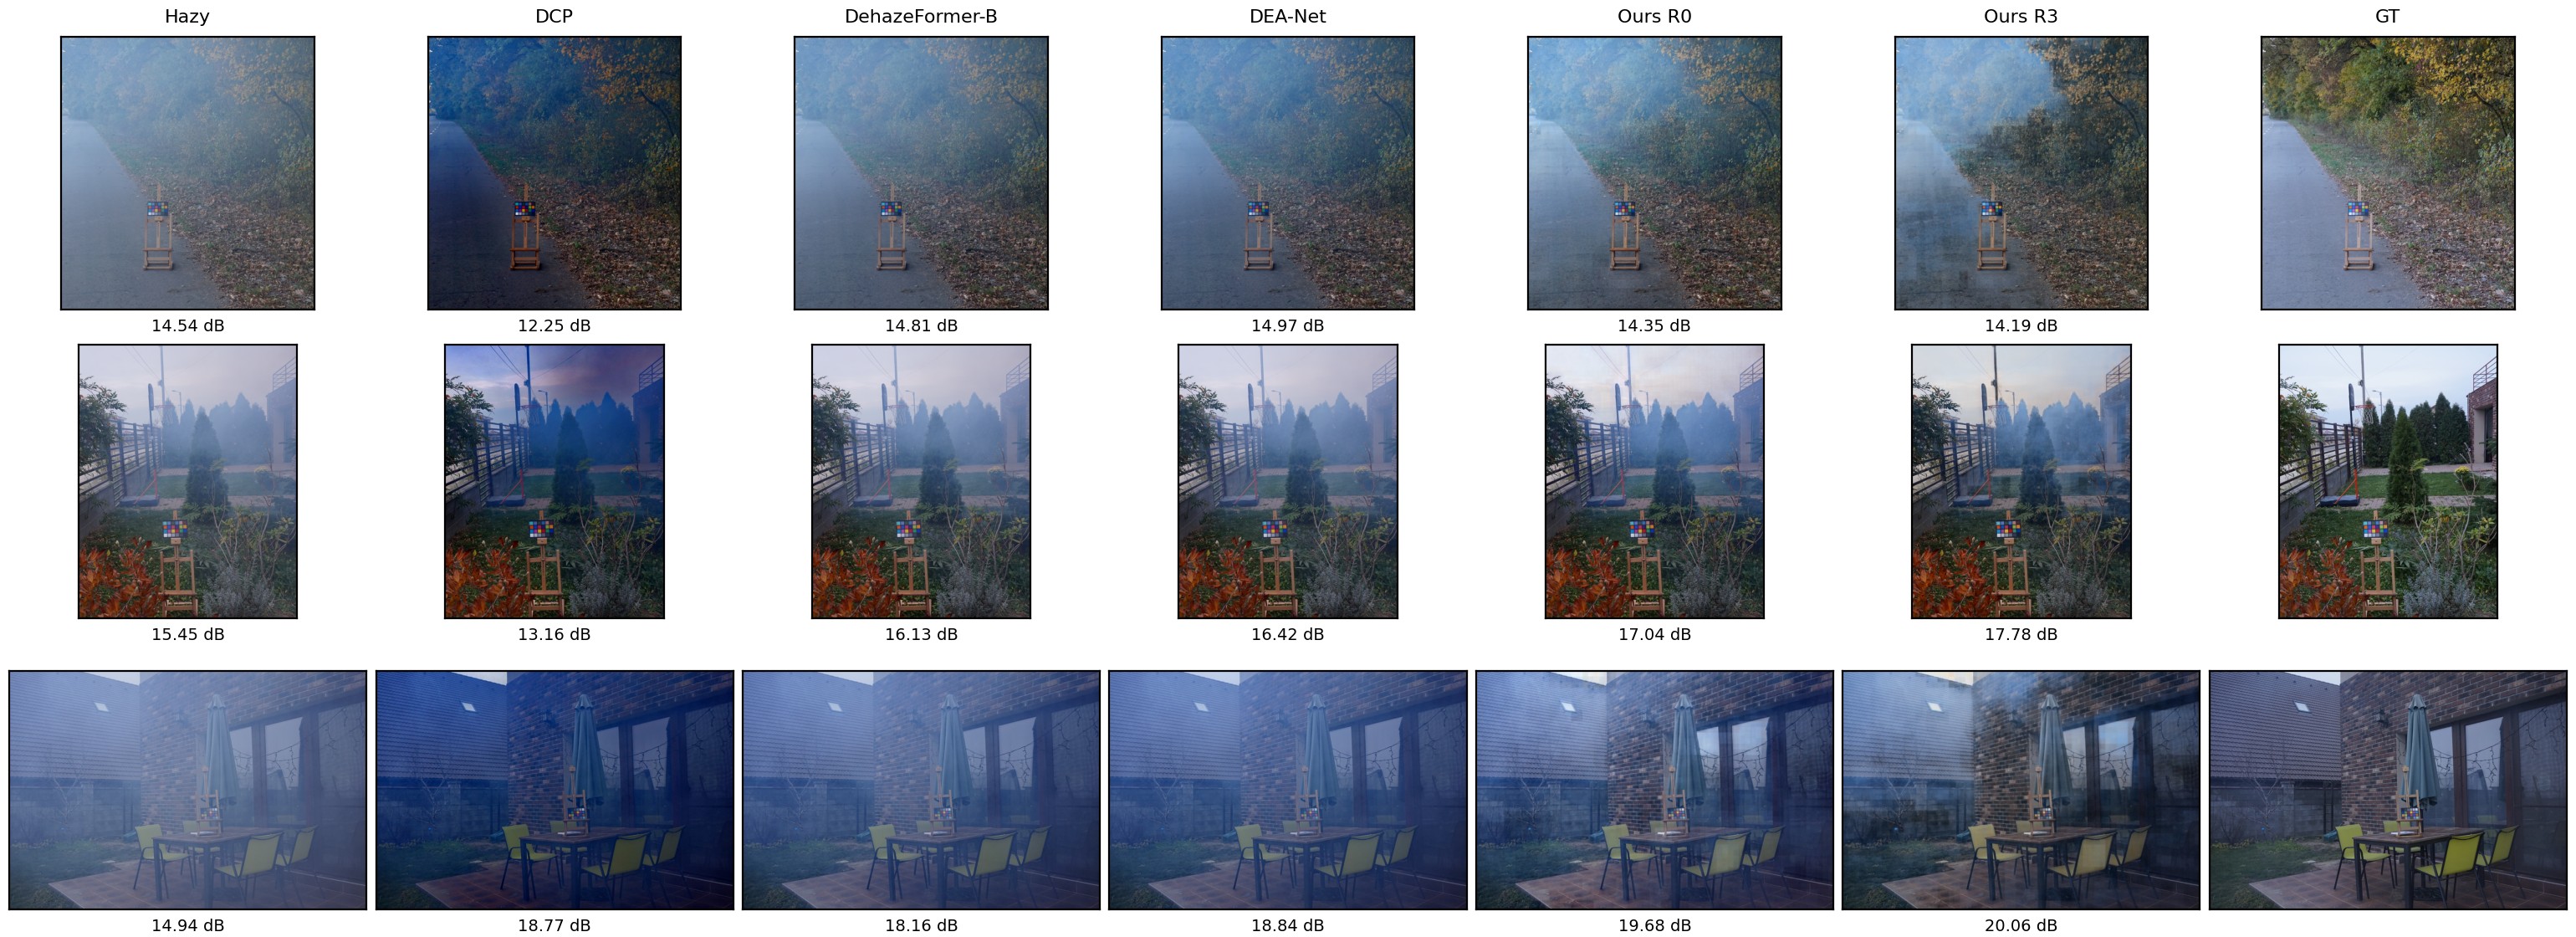 Hazy DCP DehazeFormer-B DEA-Net Ours R0 Ours R3 GT
14.54 dB 12.25 dB 14.81 dB 14.97 dB 14.35 dB 14.19 dB
15.45 dB 13.16 dB 16.13 dB 16.42 dB 17.04 dB 17.78 dB
14.94 dB 18.77 dB 18.16 dB 18.84 dB 19.68 dB 20.06 dB